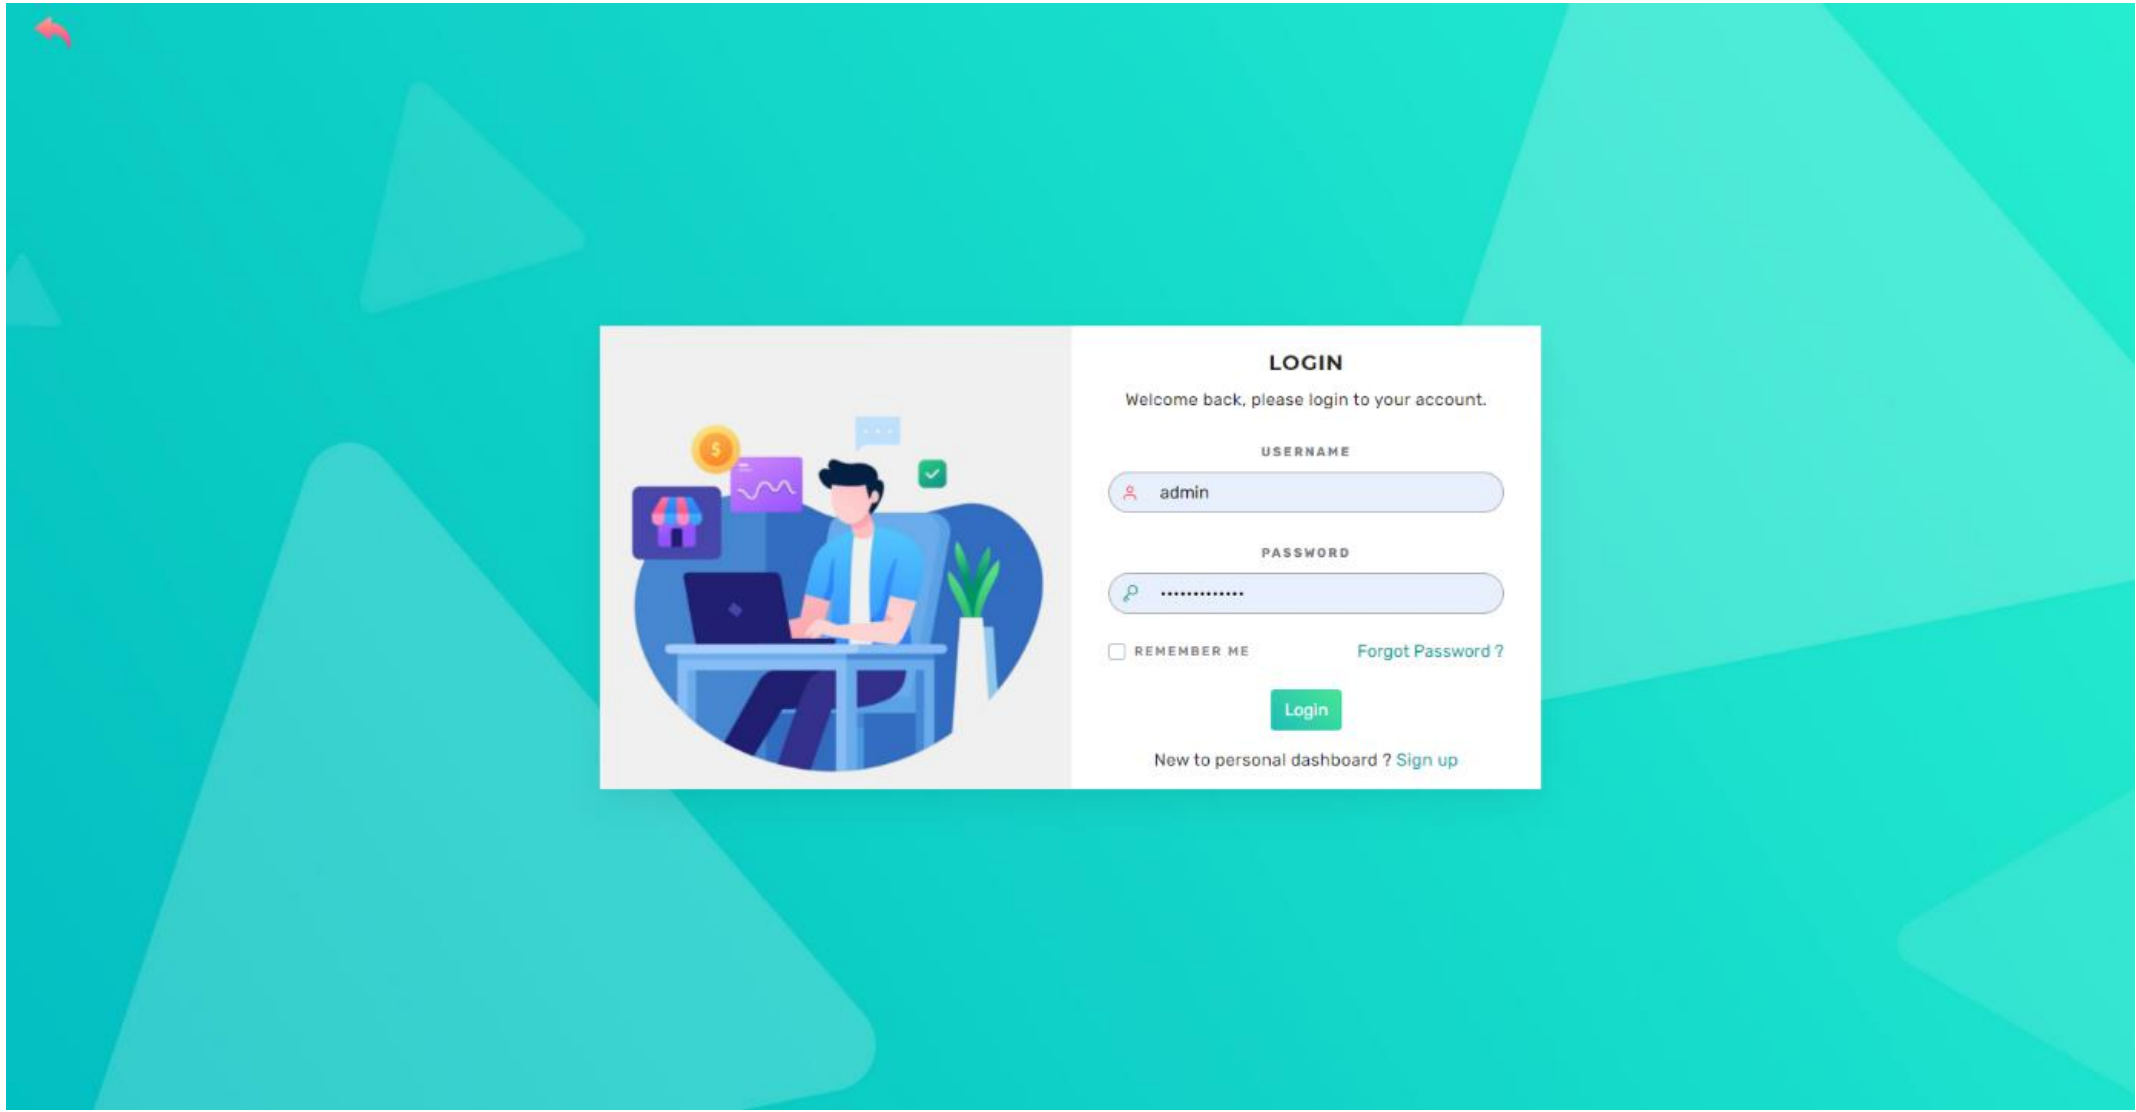 LOGIN
Welcome back, please login to your account.
USERNAME
admin
PASSWORD
•••••••••••••
REMEMBER ME
Forgot Password ?
Login
New to personal dashboard ? Sign up